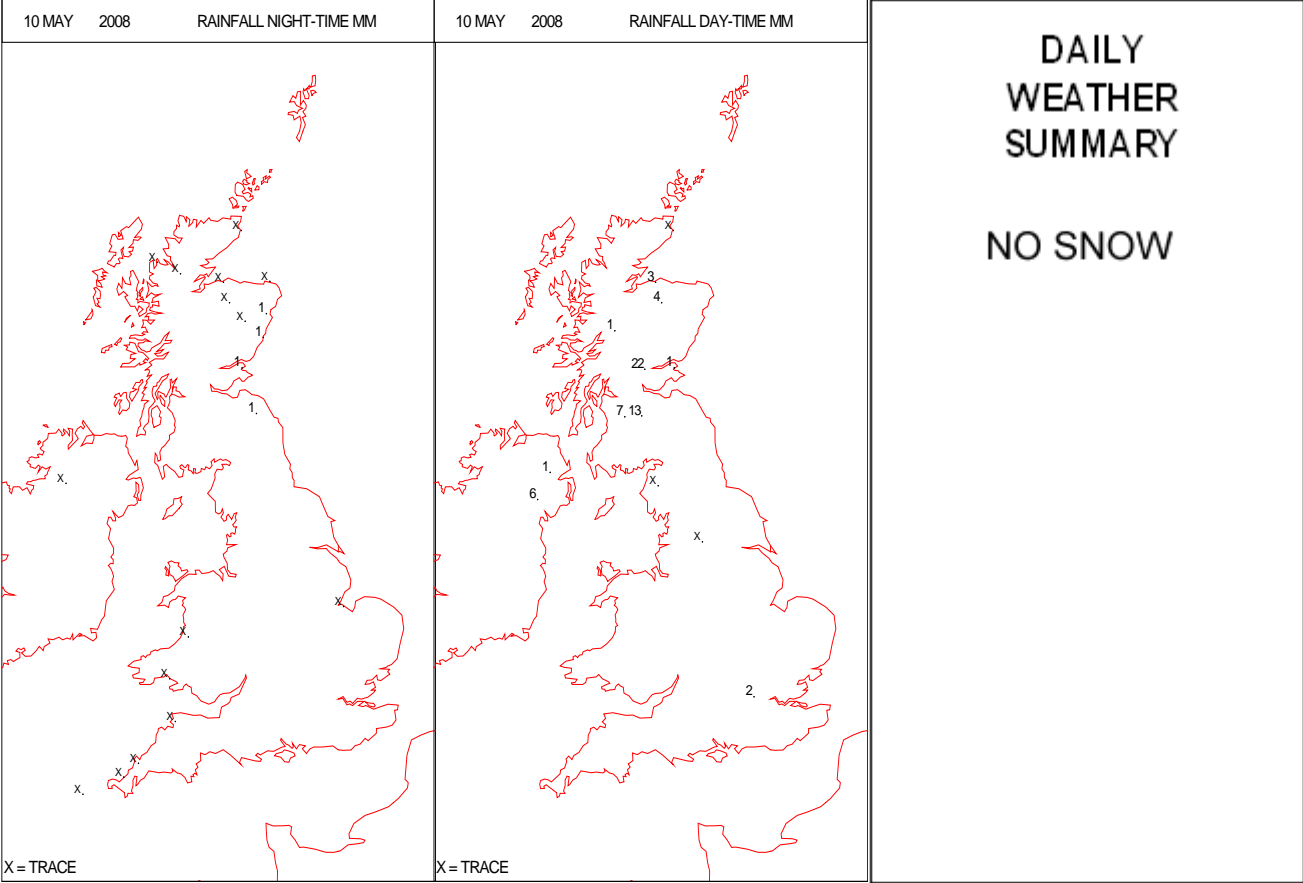 10 MAY 2008 RAINFALL NIGHT-TIME MM
X.
X.
X.
X.
X.
X.
1.
X.
1.
1.
1.
X.
X.
X.
X.
X.
X.
X.
X.
X = TRACE
10 MAY 2008 RAINFALL DAY-TIME MM
X.
3.
4.
1.
22.
1.
7. 13.
1.
X.
6.
X.
2.
X = TRACE
DAILY
WEATHER
SUMMARY
NO SNOW